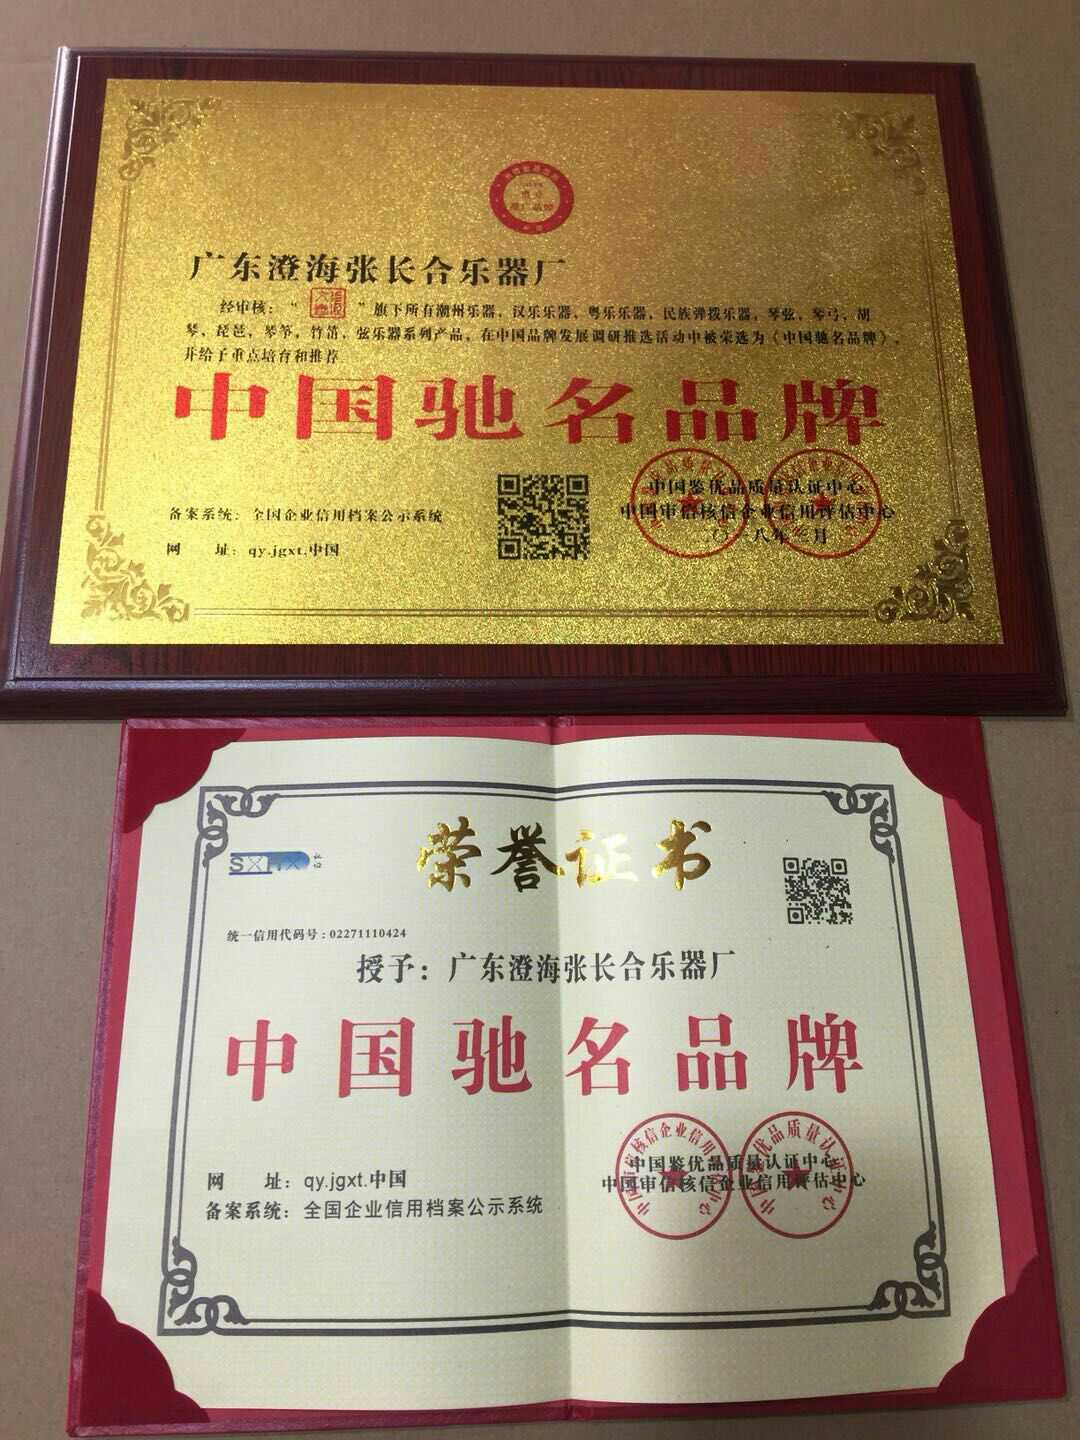 广东澄海张长合乐器厂
经审核：“ ”旗下所有潮州乐器，汉乐乐器，粤乐乐器，民族弹拨乐器，琴弦，琴弓，胡
琴，琵琶，琴筝，竹笛，弦乐器系列产品，在中国品牌发展调研推选活动中被荣选为《中国驰名品牌》，
并给予重点培育和推荐
中国驰名品牌
中国鉴优品质量认证中心
备案系统：全国企业信用档案公示系统
中国审信核信企业信用评估中心
网 址：qy.jgxt.中国
二〇一八年三月
荣誉证书
统一信用代码号：02271110424
授予：广东澄海张长合乐器厂
中国驰名品牌
中国鉴优品质量认证中心
网 址：qy.jgxt.中国
中国审信核信企业信用评估中心
备案系统：全国企业信用档案公示系统